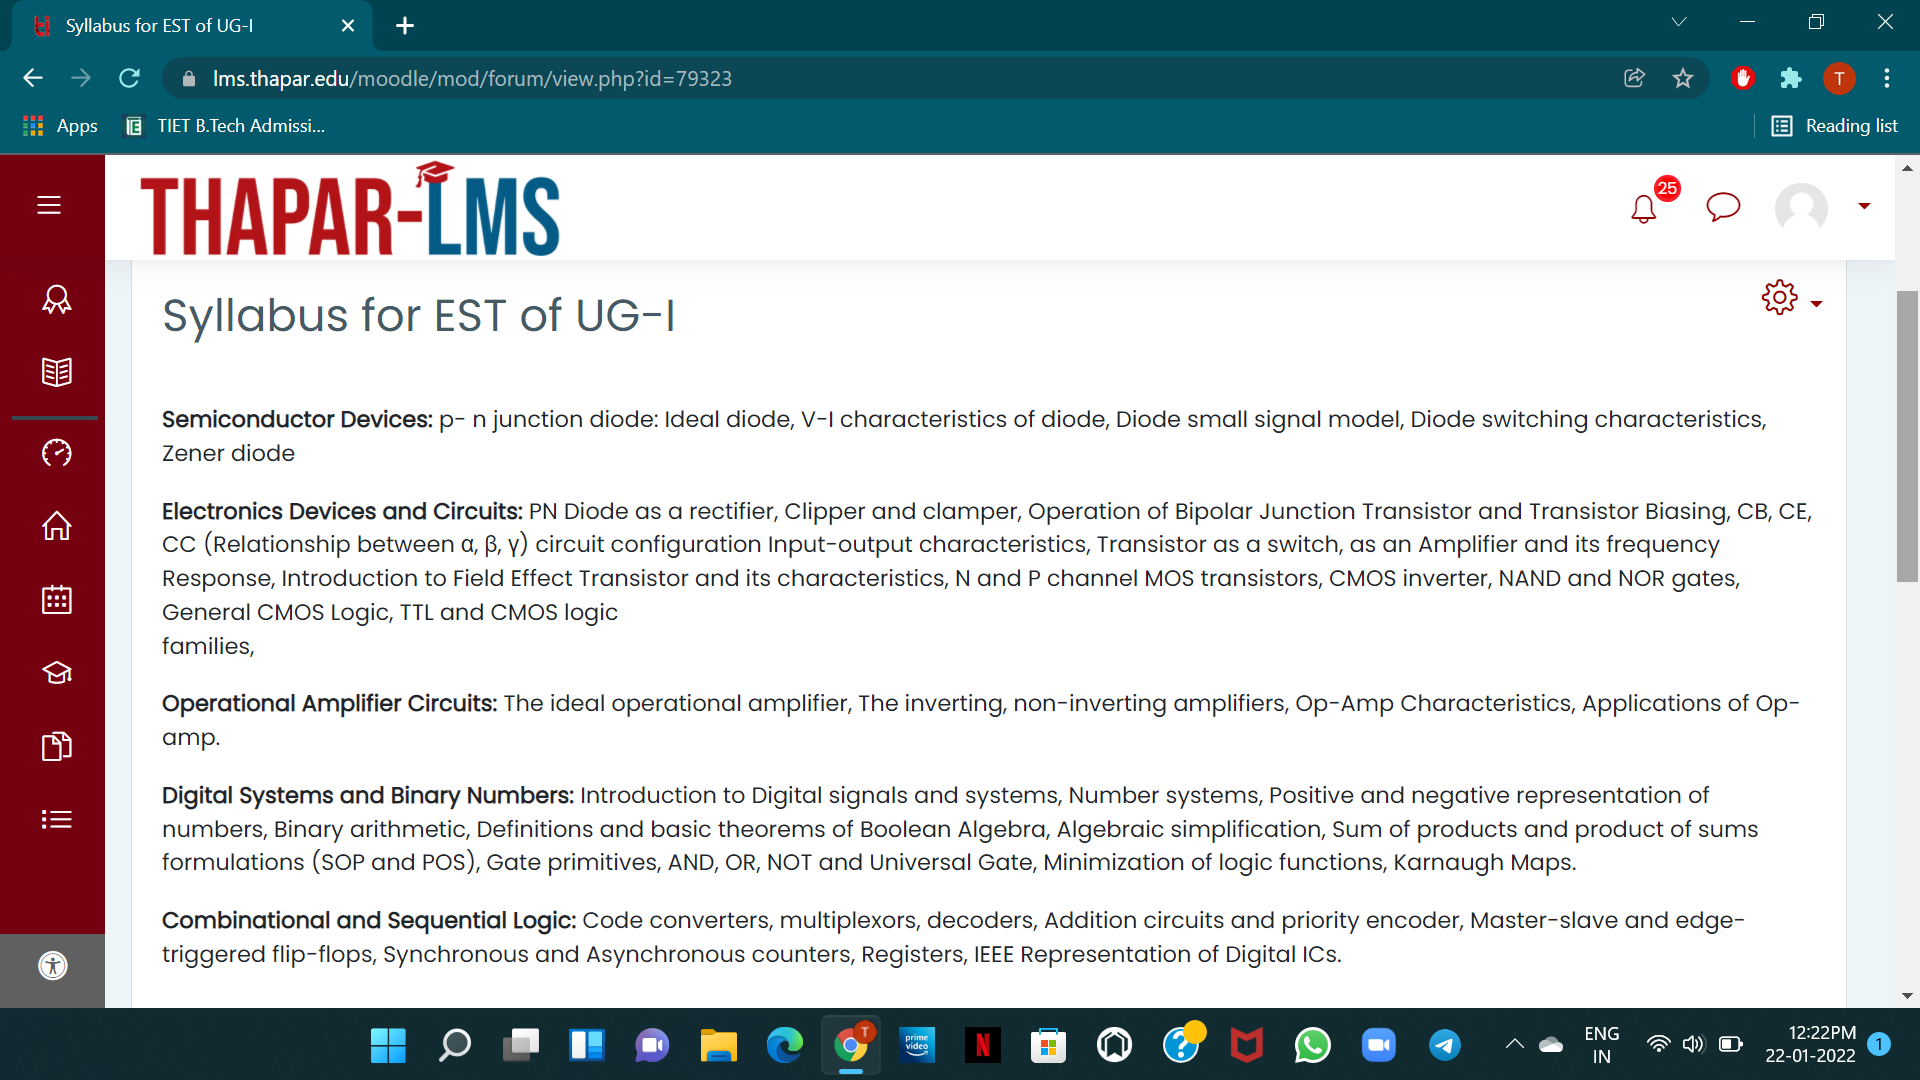 Syllabus for EST of UG-I
lms.thapar.edu/moodle/mod/forum/view.php?id=79323
T
Apps
TIET B.Tech Admissi...
Reading list
THAPAR-LMS
25
Syllabus for EST of UG-I
Semiconductor Devices: p- n junction diode: Ideal diode, V-I characteristics of diode, Diode small signal model, Diode switching characteristics,
Zener diode
Electronics Devices and Circuits: PN Diode as a rectifier, Clipper and clamper, Operation of Bipolar Junction Transistor and Transistor Biasing, CB, CE,
CC (Relationship between α, β, γ) circuit configuration Input-output characteristics, Transistor as a switch, as an Amplifier and its frequency
Response, Introduction to Field Effect Transistor and its characteristics, N and P channel MOS transistors, CMOS inverter, NAND and NOR gates,
General CMOS Logic, TTL and CMOS logic
families,
Operational Amplifier Circuits: The ideal operational amplifier, The inverting, non-inverting amplifiers, Op-Amp Characteristics, Applications of Op-
amp.
Digital Systems and Binary Numbers: Introduction to Digital signals and systems, Number systems, Positive and negative representation of
numbers, Binary arithmetic, Definitions and basic theorems of Boolean Algebra, Algebraic simplification, Sum of products and product of sums
formulations (SOP and POS), Gate primitives, AND, OR, NOT and Universal Gate, Minimization of logic functions, Karnaugh Maps.
Combinational and Sequential Logic: Code converters, multiplexors, decoders, Addition circuits and priority encoder, Master-slave and edge-
triggered flip-flops, Synchronous and Asynchronous counters, Registers, IEEE Representation of Digital ICs.
T
prime
video
N
?
ENG
IN
12:22PM
22-01-2022
1